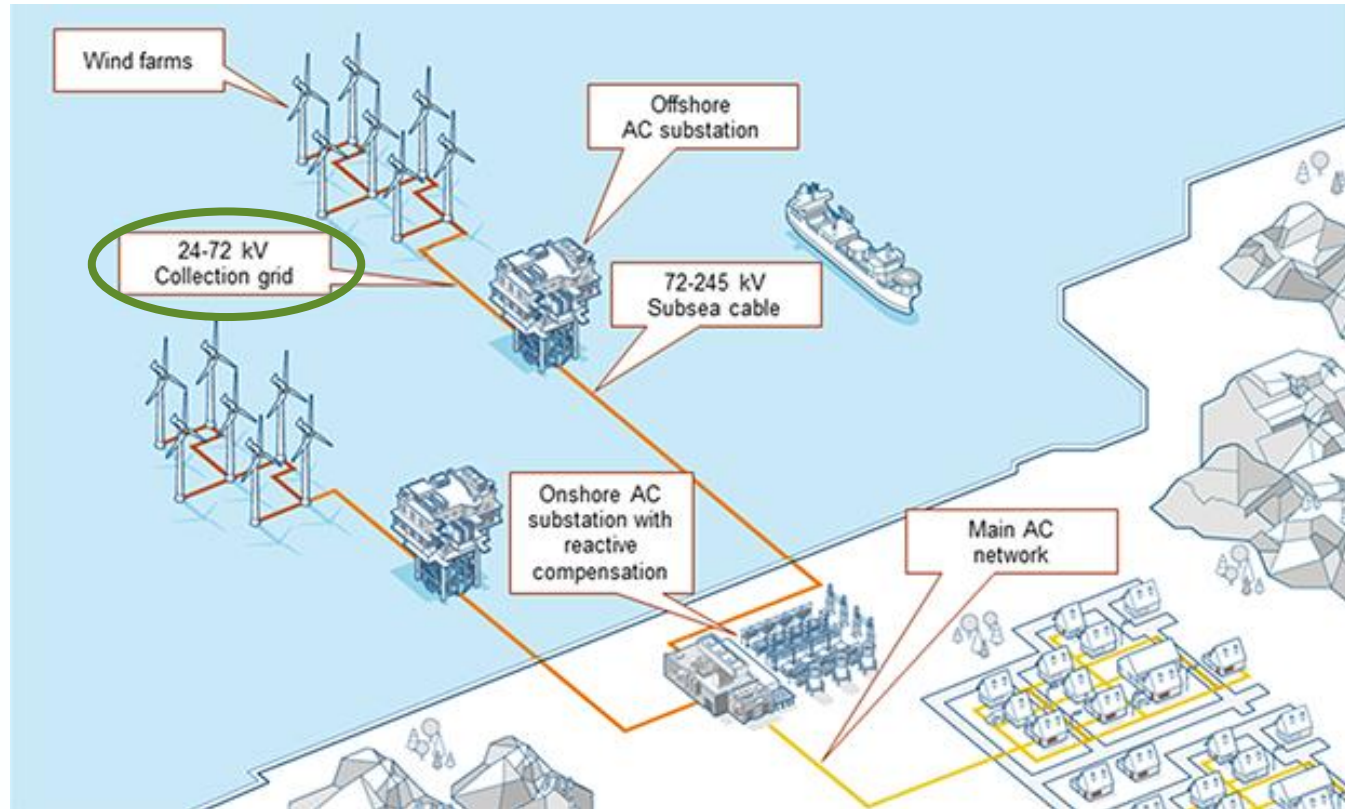 Wind farms
Offshore
AC substation
24-72 kV
Collection grid
72-245 kV
Subsea cable
Onshore AC
substation with
reactive
compensation
Main AC
network